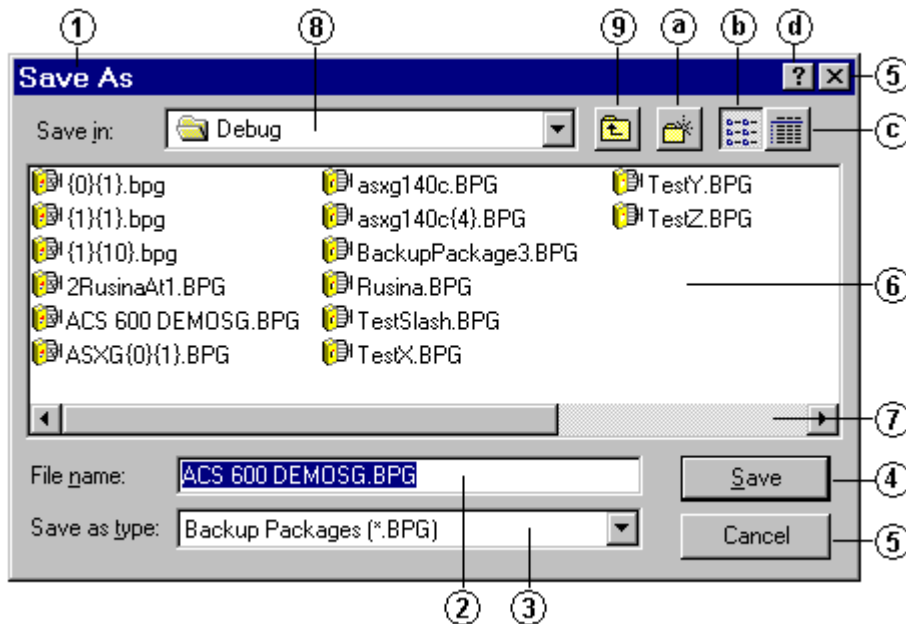 1 8 9 a b d
Save As ? 5
Save in: Debug c
{0}{1}.bpg asxg140c.BPG TestY.BPG
{1}{1}.bpg asxg140c{4}.BPG TestZ.BPG
{1}{10}.bpg BackupPackage3.BPG
2RusinaAt1.BPG Rusina.BPG 6
ACS 600 DEMOSG.BPG TestSlash.BPG
ASXG{0}{1}.BPG TestX.BPG
7
File name: ACS 600 DEMOSG.BPG Save 4
Save as type: Backup Packages (*.BPG) Cancel 5
2 3